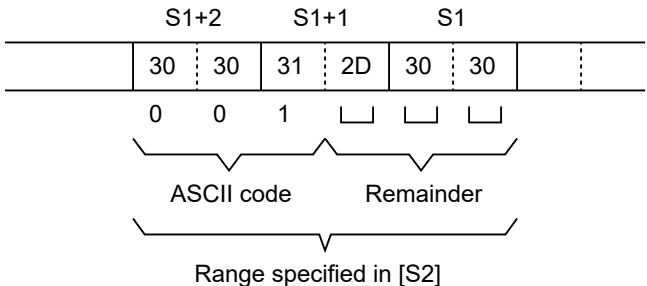 S1+2 S1+1 S1
30 30 31 2D 30 30
0 0 1
ASCII code Remainder
Range specified in [S2]